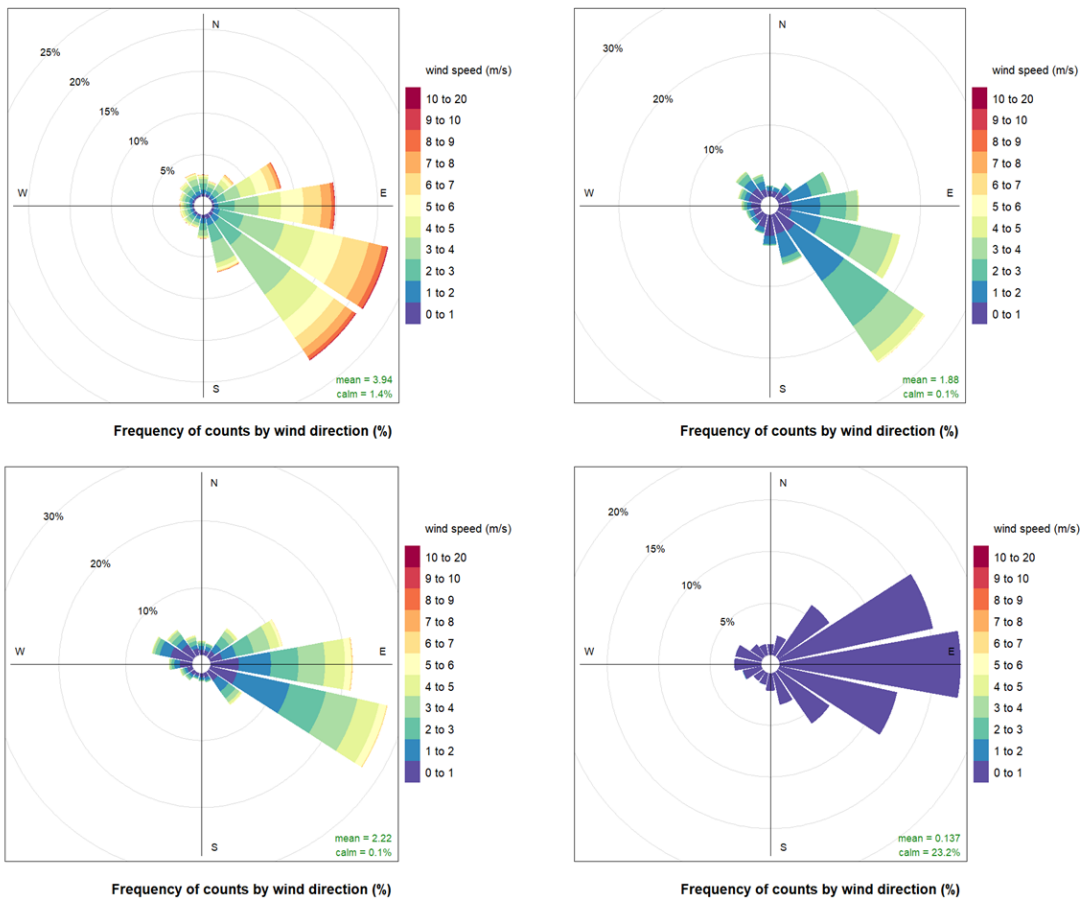 N
25%
20%
15%
10%
5%
W
E
S
mean = 3.94
calm = 1.4%
wind speed (m/s)
10 to 20
9 to 10
8 to 9
7 to 8
6 to 7
5 to 6
4 to 5
3 to 4
2 to 3
1 to 2
0 to 1
Frequency of counts by wind direction (%)
N
30%
20%
10%
W
E
S
mean = 1.88
calm = 0.1%
wind speed (m/s)
10 to 20
9 to 10
8 to 9
7 to 8
6 to 7
5 to 6
4 to 5
3 to 4
2 to 3
1 to 2
0 to 1
Frequency of counts by wind direction (%)
N
30%
20%
10%
W
E
S
mean = 2.22
calm = 0.1%
wind speed (m/s)
10 to 20
9 to 10
8 to 9
7 to 8
6 to 7
5 to 6
4 to 5
3 to 4
2 to 3
1 to 2
0 to 1
Frequency of counts by wind direction (%)
N
20%
15%
10%
5%
W
E
S
mean = 0.137
calm = 23.2%
wind speed (m/s)
10 to 20
9 to 10
8 to 9
7 to 8
6 to 7
5 to 6
4 to 5
3 to 4
2 to 3
1 to 2
0 to 1
Frequency of counts by wind direction (%)